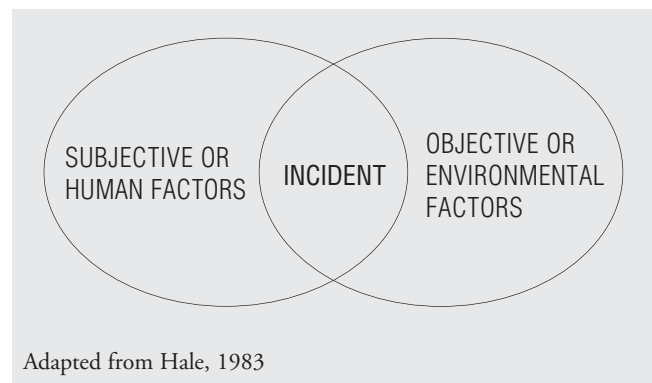 SUBJECTIVE OR
HUMAN FACTORS
INCIDENT
OBJECTIVE OR
ENVIRONMENTAL
FACTORS
Adapted from Hale, 1983